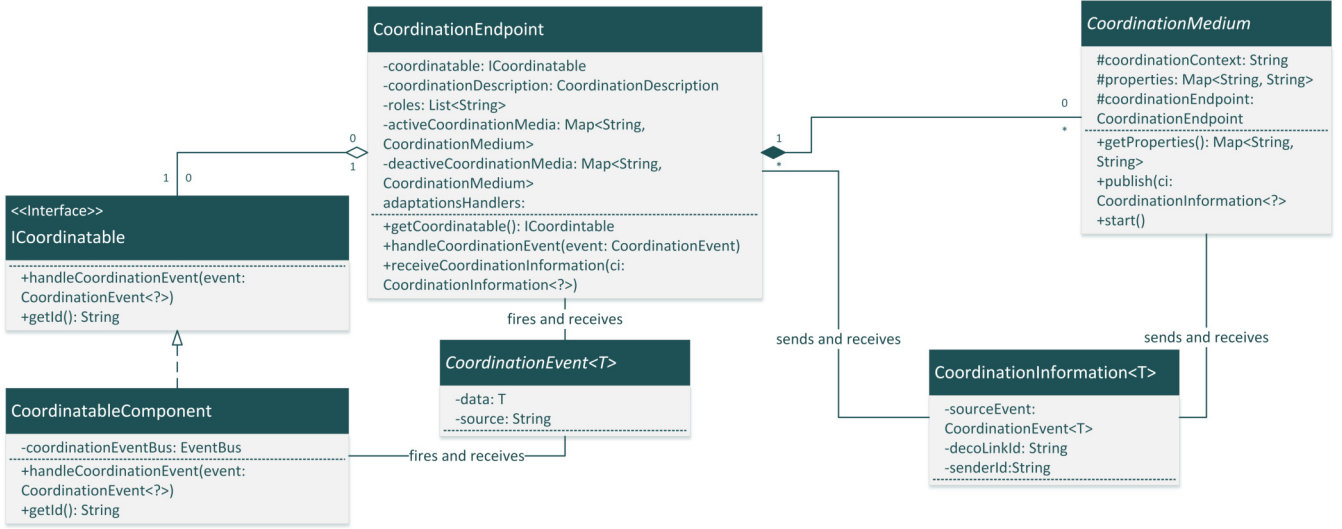 CoordinationEndpoint
-coordinatable: ICoordinatable
-coordinationDescription: CoordinationDescription
-roles: List<String>
-activeCoordinationMedia: Map<String,
CoordinationMedium>
-deactiveCoordinationMedia: Map<String,
CoordinationMedium>
adaptationsHandlers:
+getCoordinatable(): ICoordintable
+handleCoordinationEvent(event: CoordinationEvent)
+receiveCoordinationInformation(ci:
CoordinationInformation<?>)
CoordinationMedium
#coordinationContext: String
#properties: Map<String, String>
#coordinationEndpoint:
CoordinationEndpoint
+getProperties(): Map<String,
String>
+publish(ci:
CoordinationInformation<?>
+start()
0
1
1
*
0
*
1 0
<<Interface>>
ICoordinatable
+handleCoordinationEvent(event:
CoordinationEvent<?>)
+getId(): String
fires and receives
sends and receives
sends and receives
CoordinationEvent<T>
-data: T
-source: String
CoordinationInformation<T>
-sourceEvent:
CoordinationEvent<T>
-decoLinkId: String
-senderId:String
CoordinatableComponent
-coordinationEventBus: EventBus
+handleCoordinationEvent(event:
CoordinationEvent<?>)
+getId(): String
fires and receives